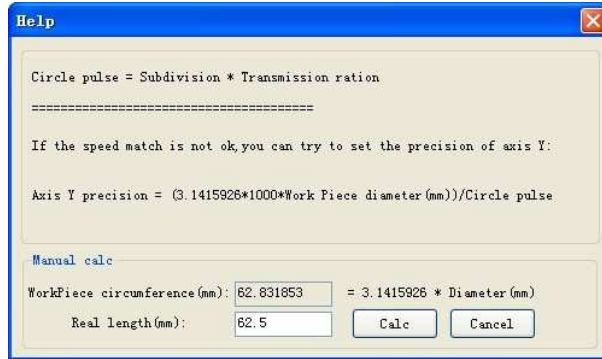 Help
Circle pulse = Subdivision * Transmission ration
=======================================
If the speed match is not ok,you can try to set the precision of axis Y:
Axis Y precision = (3.1415926*1000*Work Piece diameter(mm))/Circle pulse
Manual calc
WorkPiece circumference(mm): 62.831853 = 3.1415926 * Diameter(mm)
Real length(mm): 62.5 Calc Cancel